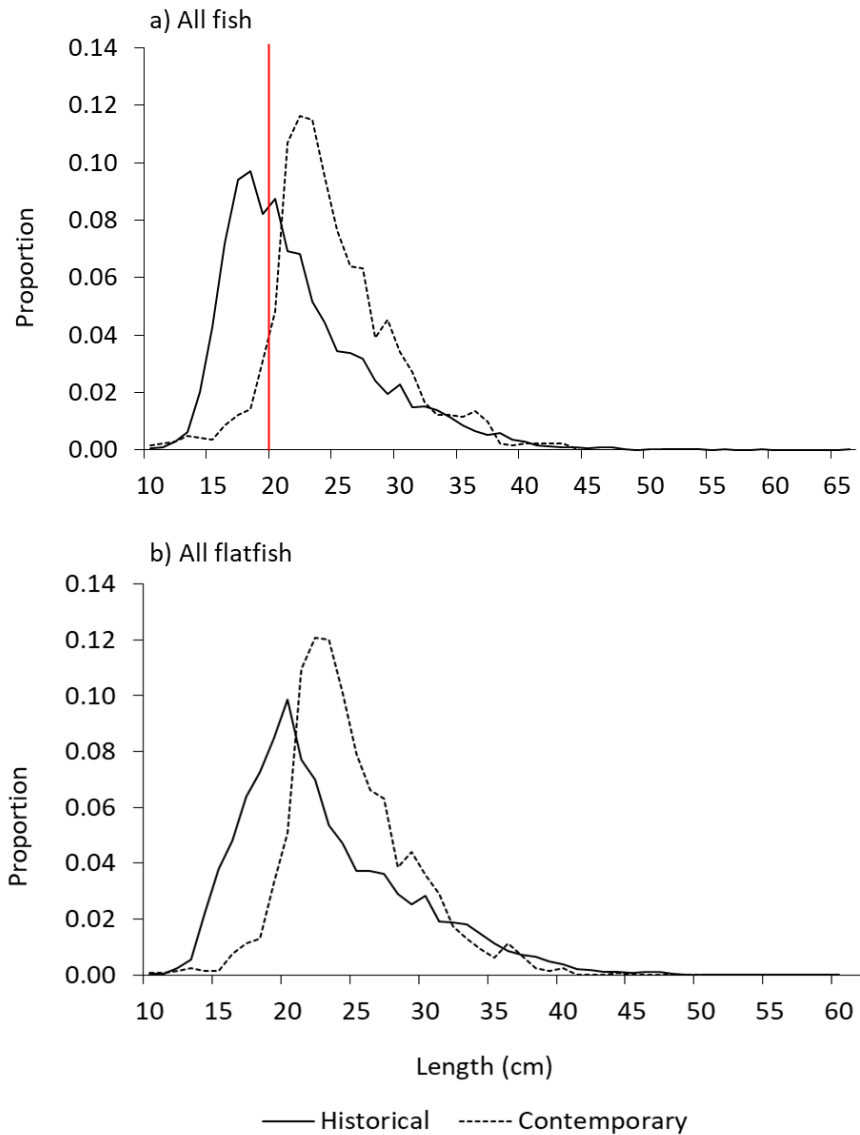 a) All fish
0.14
0.12
0.10
0.08
0.06
0.04
0.02
0.00
Proportion
10 15 20 25 30 35 40 45 50 55 60 65
b) All flatfish
0.14
0.12
0.10
0.08
0.06
0.04
0.02
0.00
Proportion
10 15 20 25 30 35 40 45 50 55 60
Length (cm)
Historical Contemporary